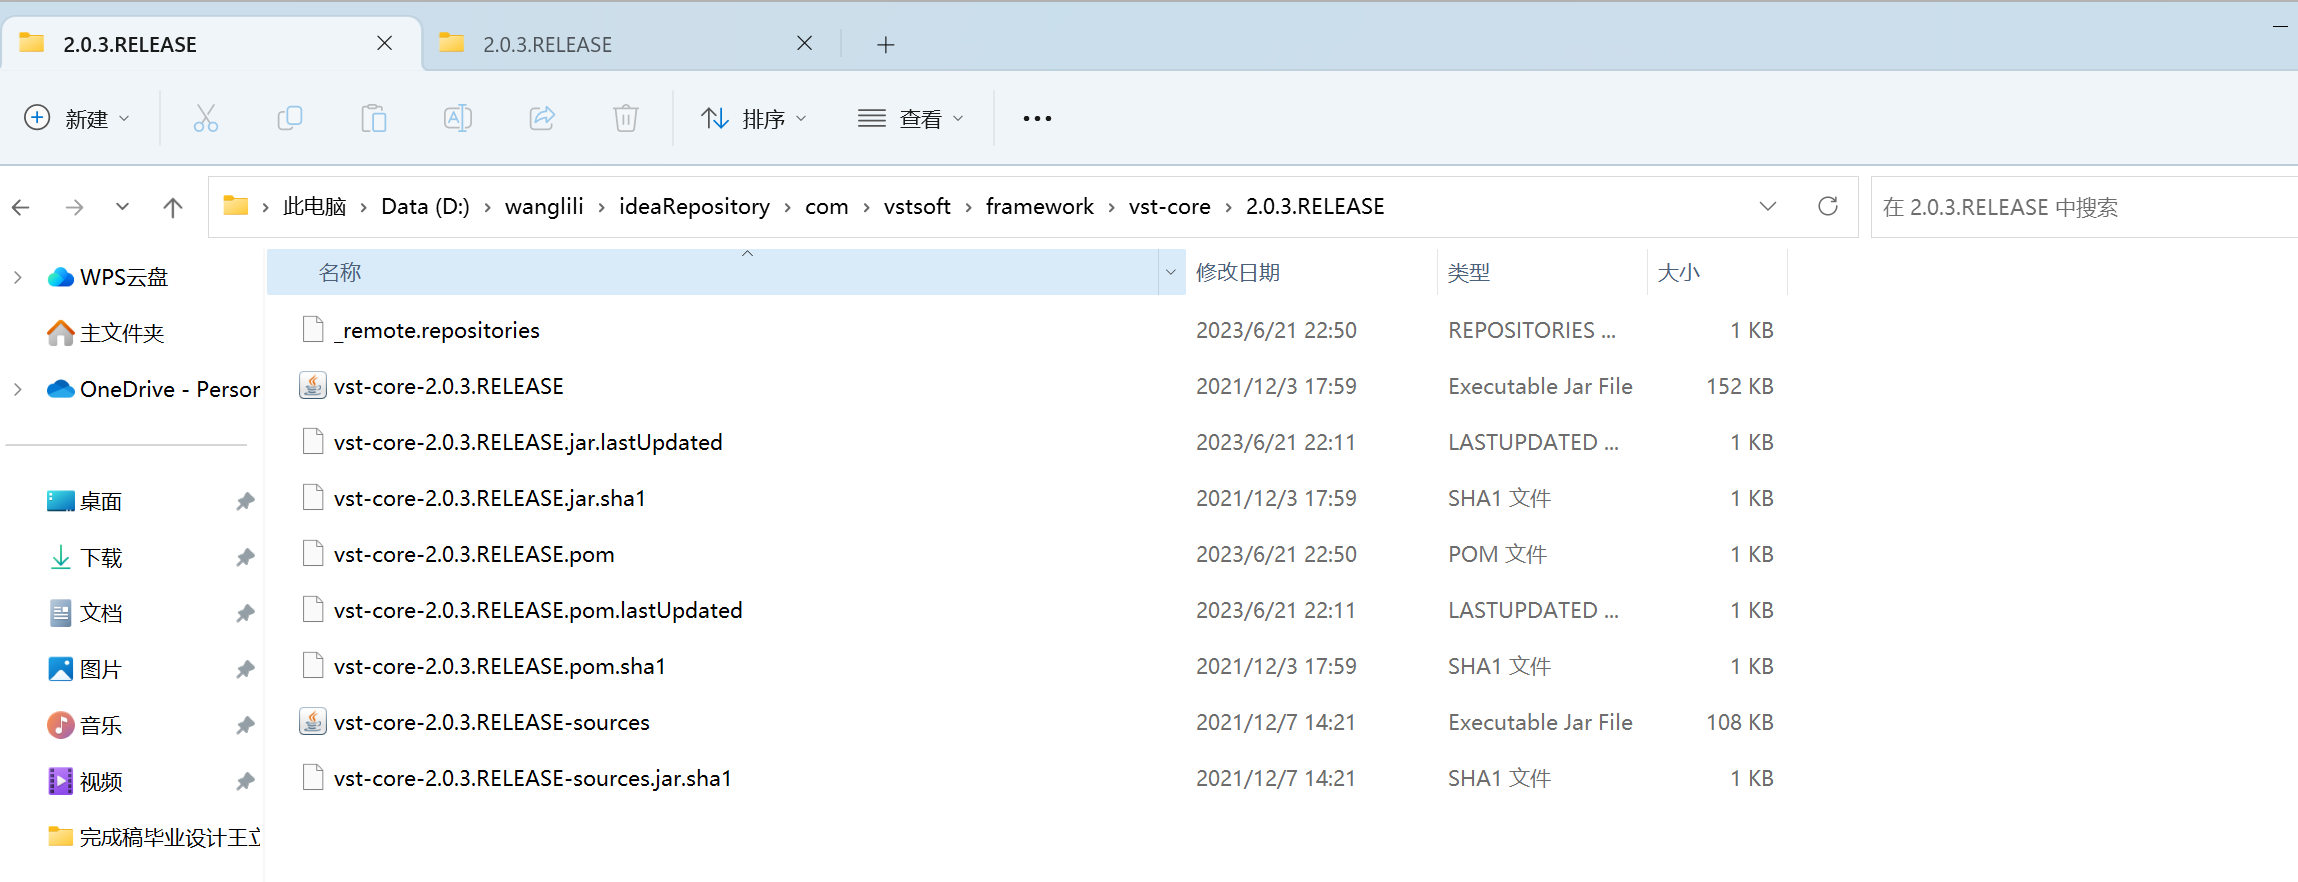 2.0.3.RELEASE
2.0.3.RELEASE
新建
排序
查看
此电脑 Data (D:) wanglili ideaRepository com vstsoft framework vst-core 2.0.3.RELEASE
在 2.0.3.RELEASE 中搜索
WPS云盘
主文件夹
OneDrive - Person
桌面
下载
文档
图片
音乐
视频
完成稿毕业设计王立
名称 修改日期 类型 大小
_remote.repositories 2023/6/21 22:50 REPOSITORIES ... 1 KB
vst-core-2.0.3.RELEASE 2021/12/3 17:59 Executable Jar File 152 KB
vst-core-2.0.3.RELEASE.jar.lastUpdated 2023/6/21 22:11 LASTUPDATED ... 1 KB
vst-core-2.0.3.RELEASE.jar.sha1 2021/12/3 17:59 SHA1 文件 1 KB
vst-core-2.0.3.RELEASE.pom 2023/6/21 22:50 POM 文件 1 KB
vst-core-2.0.3.RELEASE.pom.lastUpdated 2023/6/21 22:11 LASTUPDATED ... 1 KB
vst-core-2.0.3.RELEASE.pom.sha1 2021/12/3 17:59 SHA1 文件 1 KB
vst-core-2.0.3.RELEASE-sources 2021/12/7 14:21 Executable Jar File 108 KB
vst-core-2.0.3.RELEASE-sources.jar.sha1 2021/12/7 14:21 SHA1 文件 1 KB